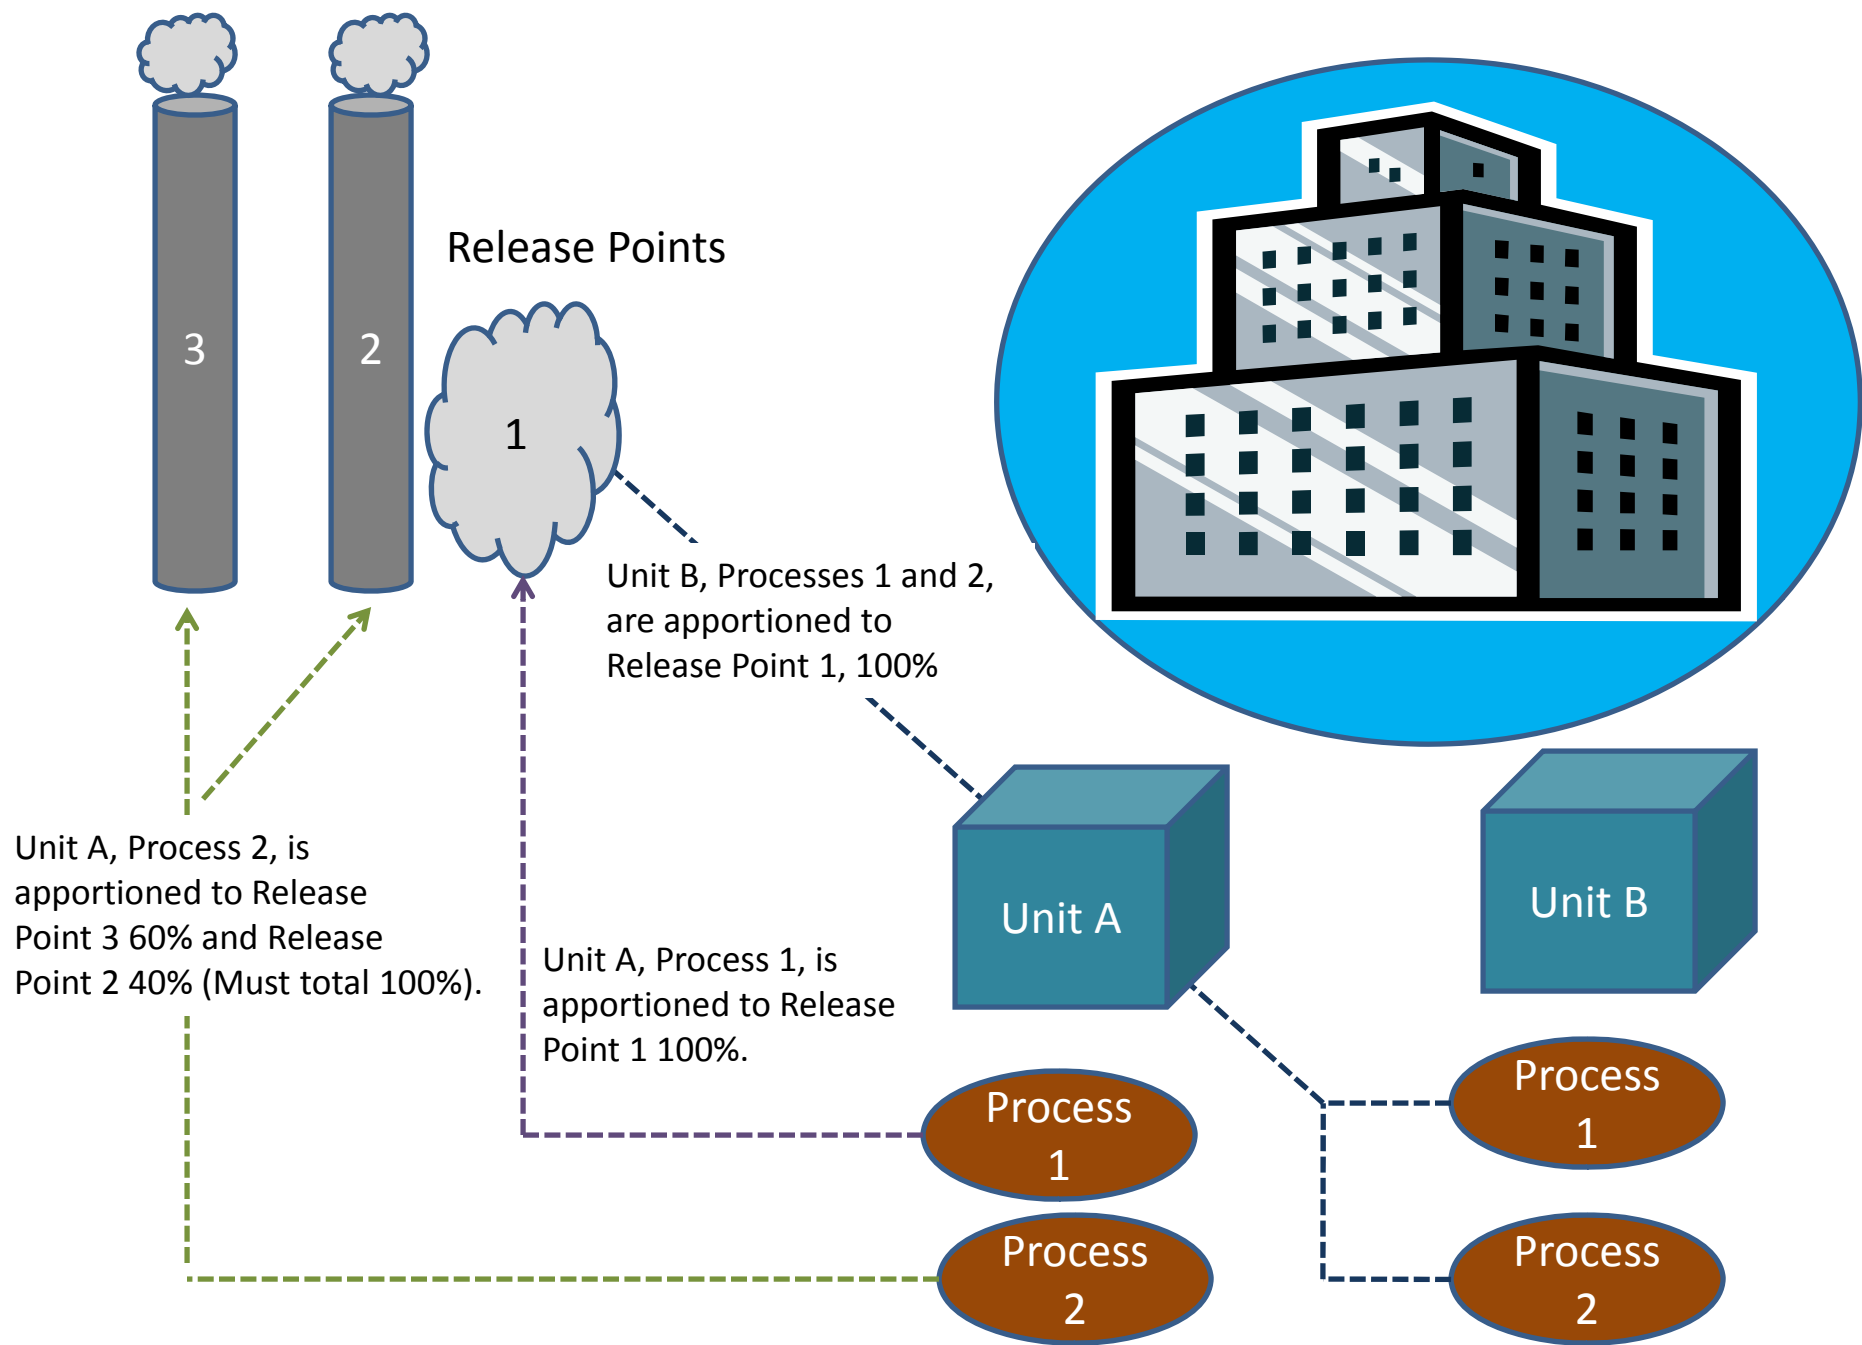 Release Points
3
2
1
Unit B, Processes 1 and 2,
are apportioned to
Release Point 1, 100%
Unit A, Process 2, is
apportioned to Release
Point 3 60% and Release
Point 2 40% (Must total 100%).
Unit A, Process 1, is
apportioned to Release
Point 1 100%.
Unit A
Unit B
Process
1
Process
2
Process
1
Process
2